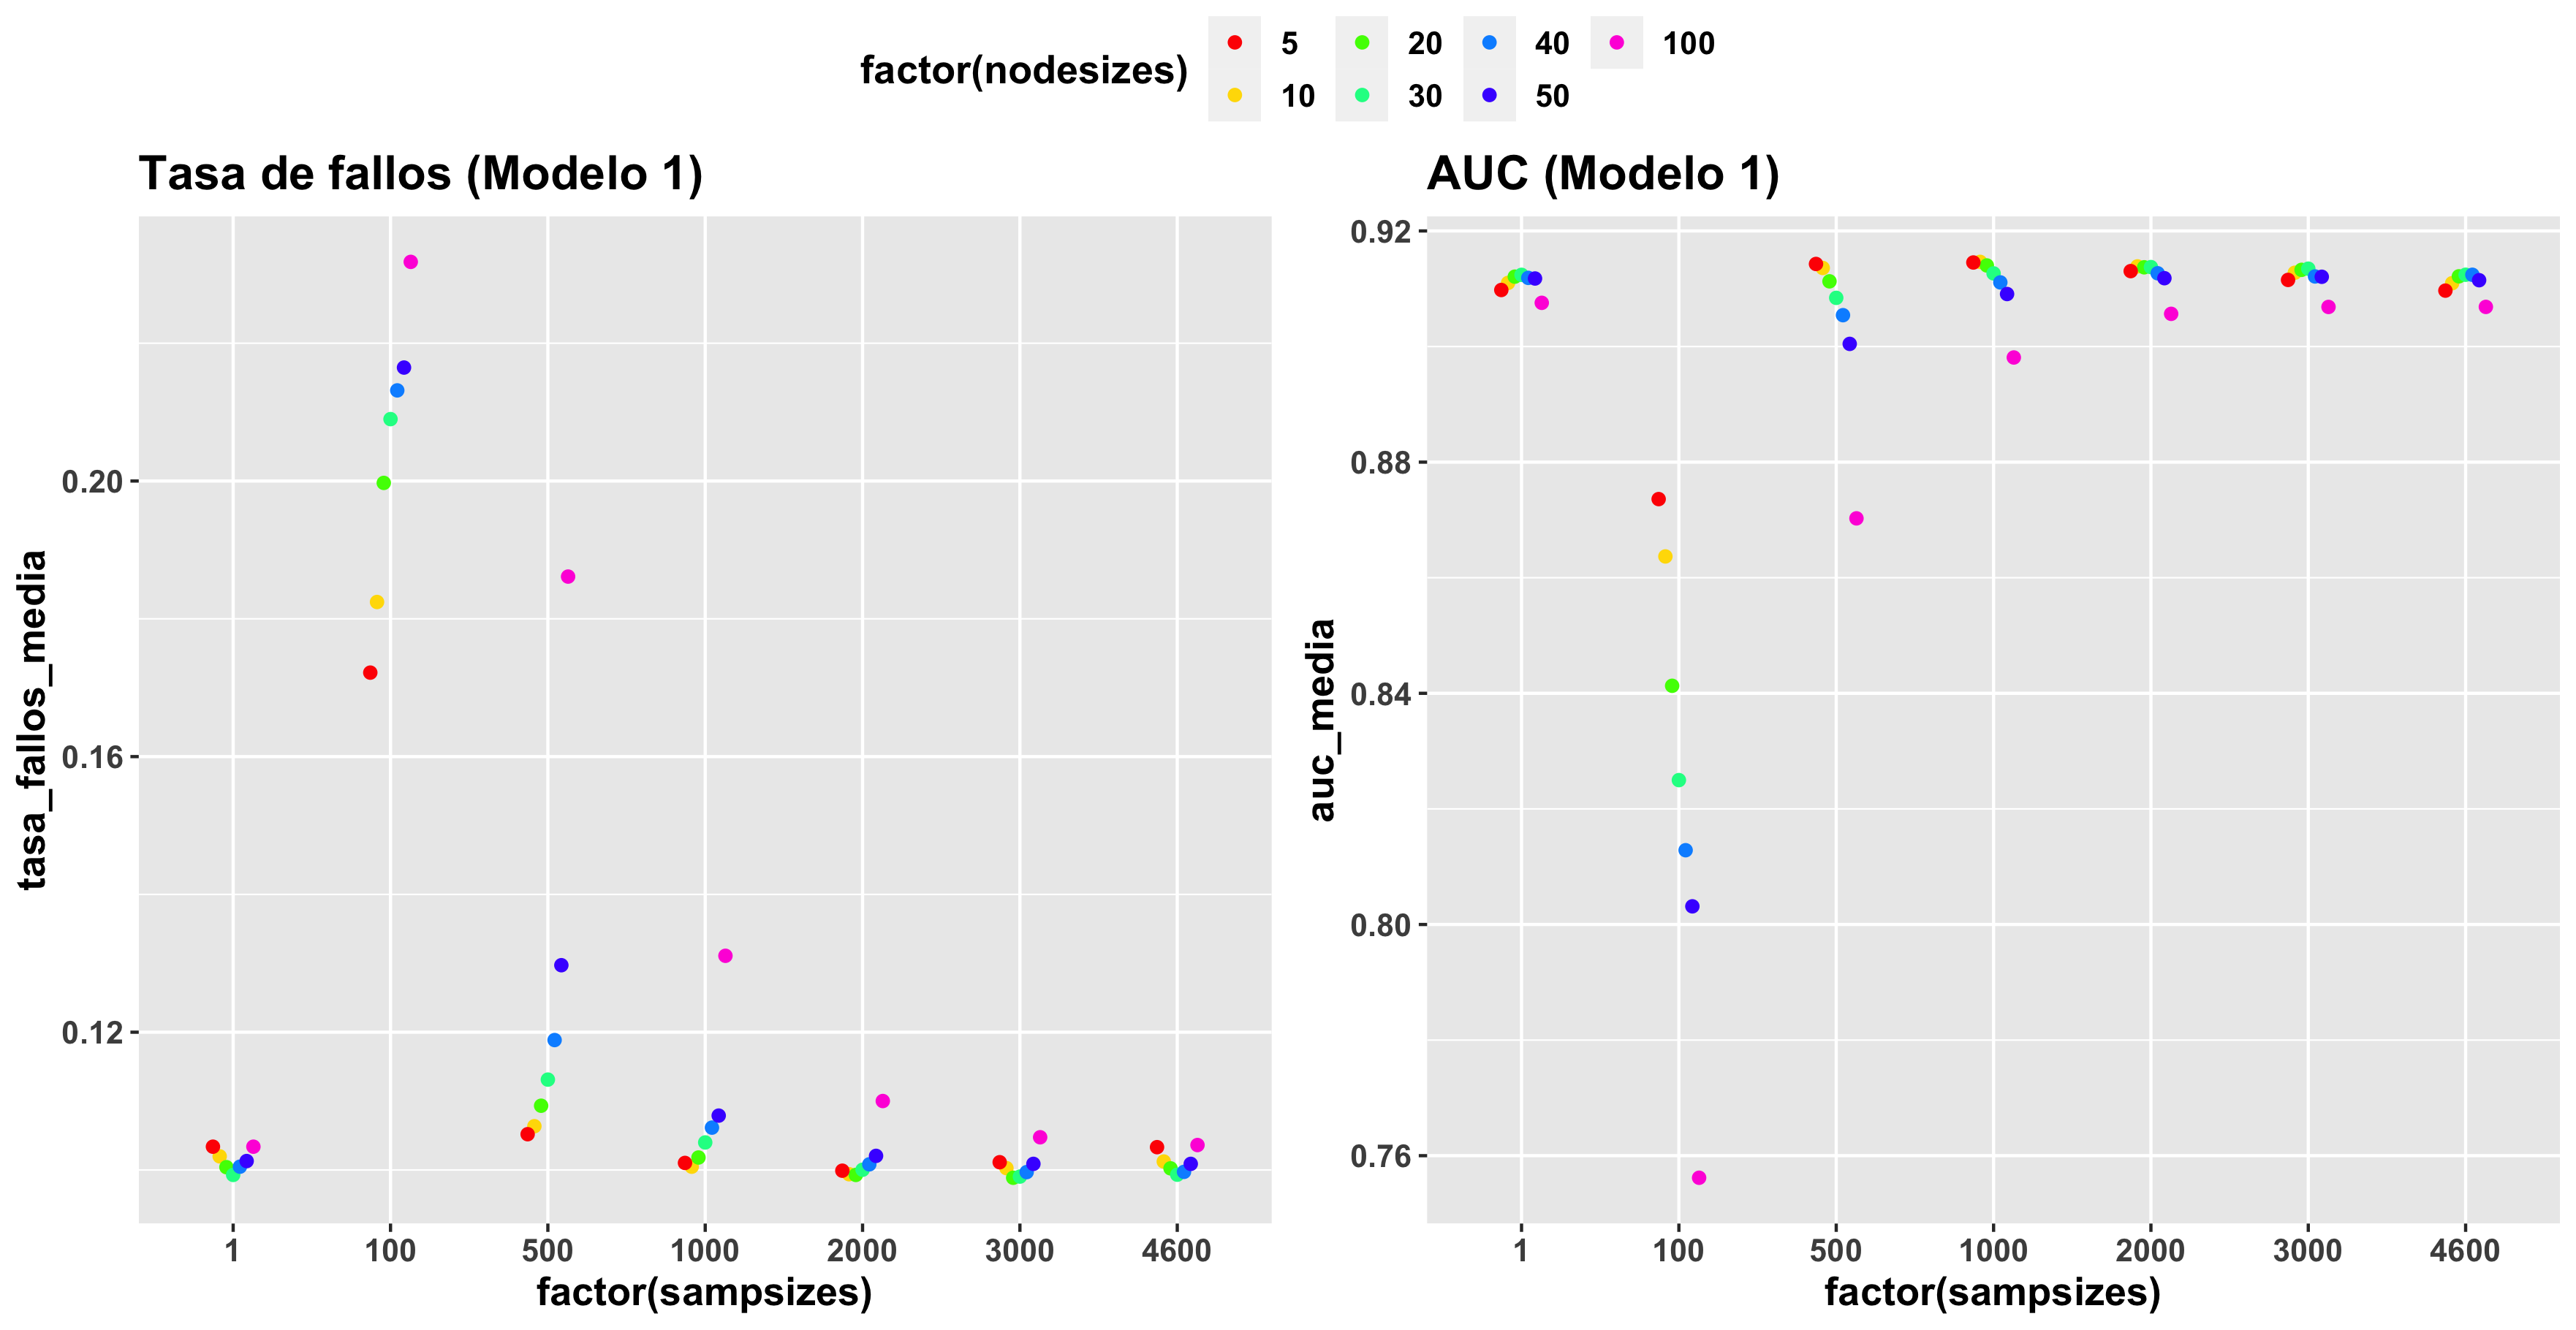 factor(nodesizes)
5 20 40 100
10 30 50
Tasa de fallos (Modelo 1)
tasa_fallos_media
0.20
0.16
0.12
1 100 500 1000 2000 3000 4600
factor(sampsizes)
AUC (Modelo 1)
auc_media
0.92
0.88
0.84
0.80
0.76
1 100 500 1000 2000 3000 4600
factor(sampsizes)